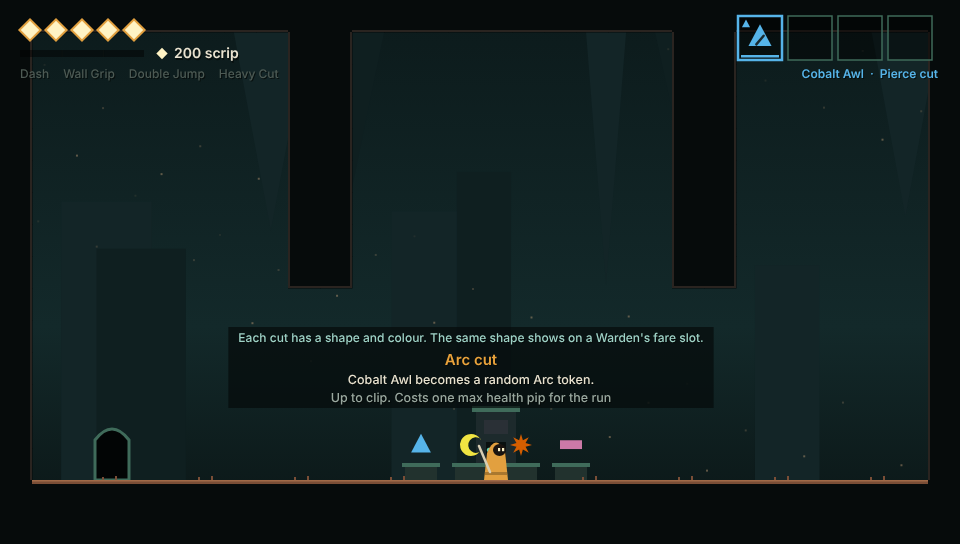 200 scrip
Dash Wall Grip Double Jump Heavy Cut
Cobalt Awl · Pierce cut
Each cut has a shape and colour. The same shape shows on a Warden's fare slot.
Arc cut
Cobalt Awl becomes a random Arc token.
Up to clip. Costs one max health pip for the run